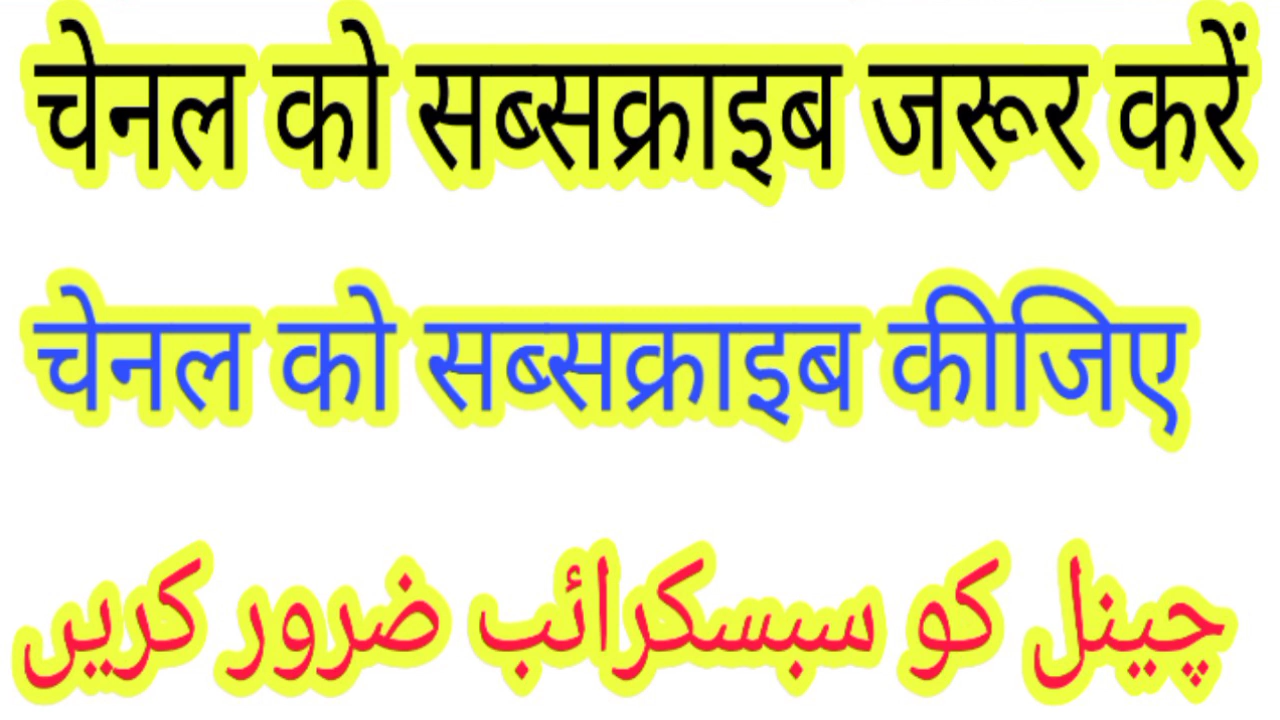 चेनल को सब्सक्राइब जरूर करें
चेनल को सब्सक्राइब कीजिए
چینل کو سبسکرائب ضرور کریں